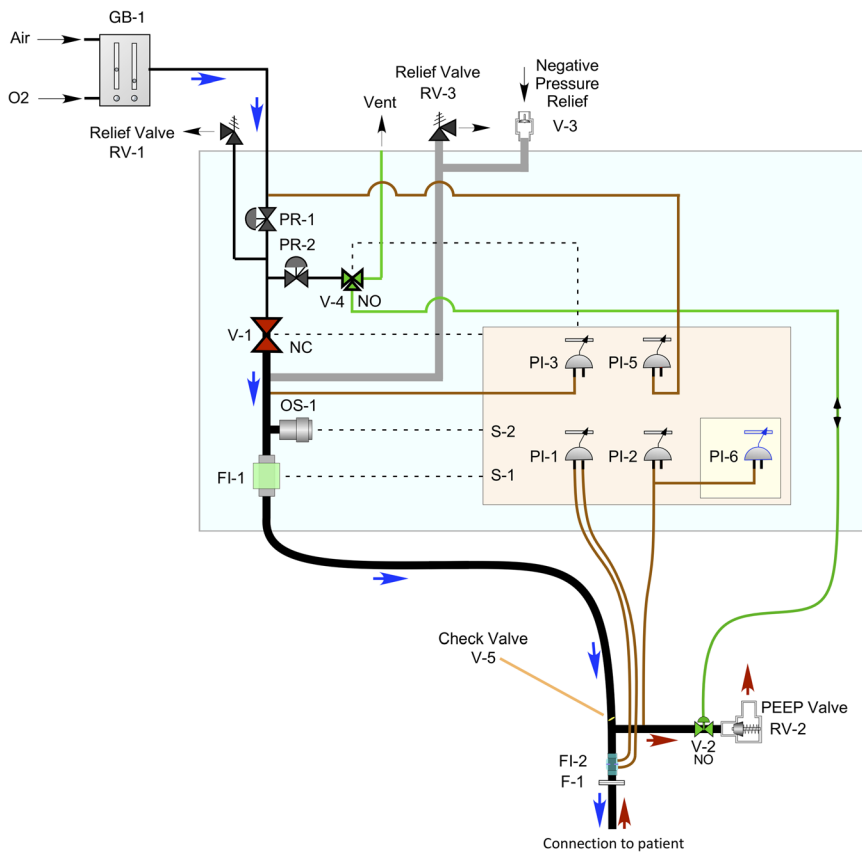 GB-1
Air
O2
Relief Valve
RV-1
Vent
Relief Valve
RV-3
Negative
Pressure
Relief
V-3
PR-1
PR-2
V-4
NO
V-1
NC
PI-3
PI-5
OS-1
S-2
PI-1
PI-2
PI-6
FI-1
S-1
Check Valve
V-5
PEEP Valve
RV-2
V-2
NO
FI-2
F-1
Connection to patient